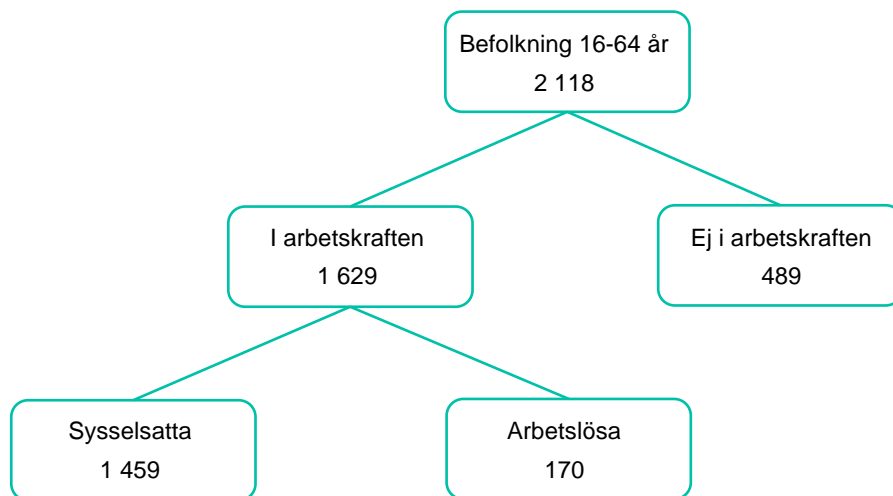 Befolkning 16-64 år
2 118
I arbetskraften
1 629
Ej i arbetskraften
489
Sysselsatta
1 459
Arbetslösa
170